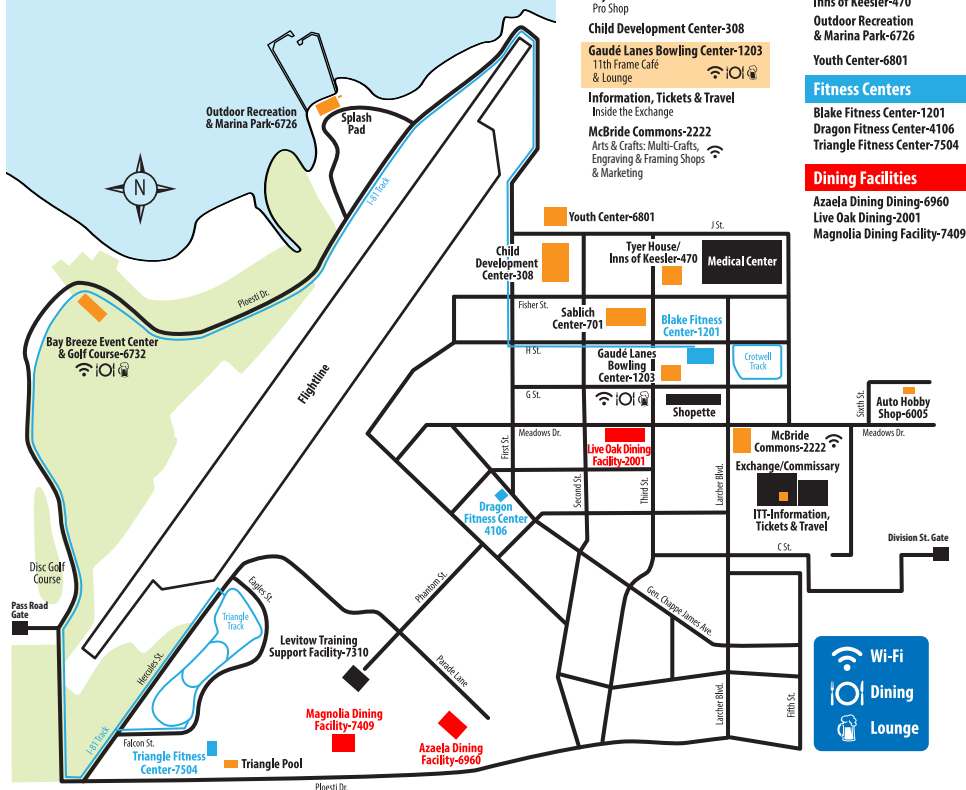 Pro Shop
Child Development Center-308
Gaudé Lanes Bowling Center-1203
11th Frame Café
& Lounge
Information, Tickets & Travel
Inside the Exchange
McBride Commons-2222
Arts & Crafts: Multi-Crafts,
Engraving & Framing Shops
& Marketing
Inns of Keesler-470
Outdoor Recreation
& Marina Park-6726
Youth Center-6801
Fitness Centers
Blake Fitness Center-1201
Dragon Fitness Center-4106
Triangle Fitness Center-7504
Dining Facilities
Azaela Dining Dining-6960
Live Oak Dining-2001
Magnolia Dining Facility-7409
Outdoor Recreation
& Marina Park-6726
Splash
Pad
J-81 Track
N
Ploesti Dr.
Bay Breeze Event Center
& Golf Course-6732
Flightline
Youth Center-6801
J St.
Child
Development
Center-308
Tyer House/
Inns of Keesler-470
Medical Center
Fisher St.
Sablich
Center-701
Blake Fitness
Center-1201
H St.
Gaudé Lanes
Bowling
Center-1203
Crotwell
Track
G St.
Shopette
Sixth St.
Auto Hobby
Shop-6005
First St.
Meadows Dr.
Live Oak Dining
Facility-2001
McBride
Commons-2222
Meadows Dr.
Second St.
Third St.
Larcher Blvd.
Exchange/Commissary
ITT-Information,
Tickets & Travel
Dragon
Fitness Center
4106
Division St. Gate
C St.
Disc Golf
Course
Pass Road
Gate
Eagles St.
Phantom St.
Gen. Chappe James Ave.
Triangle
Track
Levitow Training
Support Facility-7310
Parade Lane
Hercules St.
Larcher Blvd.
Fifth St.
Wi-Fi
Dining
Lounge
Magnolia Dining
Facility-7409
Azaela Dining
Facility-6960
J-81 Track
Falcon St.
Triangle Fitness
Center-7504
Triangle Pool
Ploesti Dr.